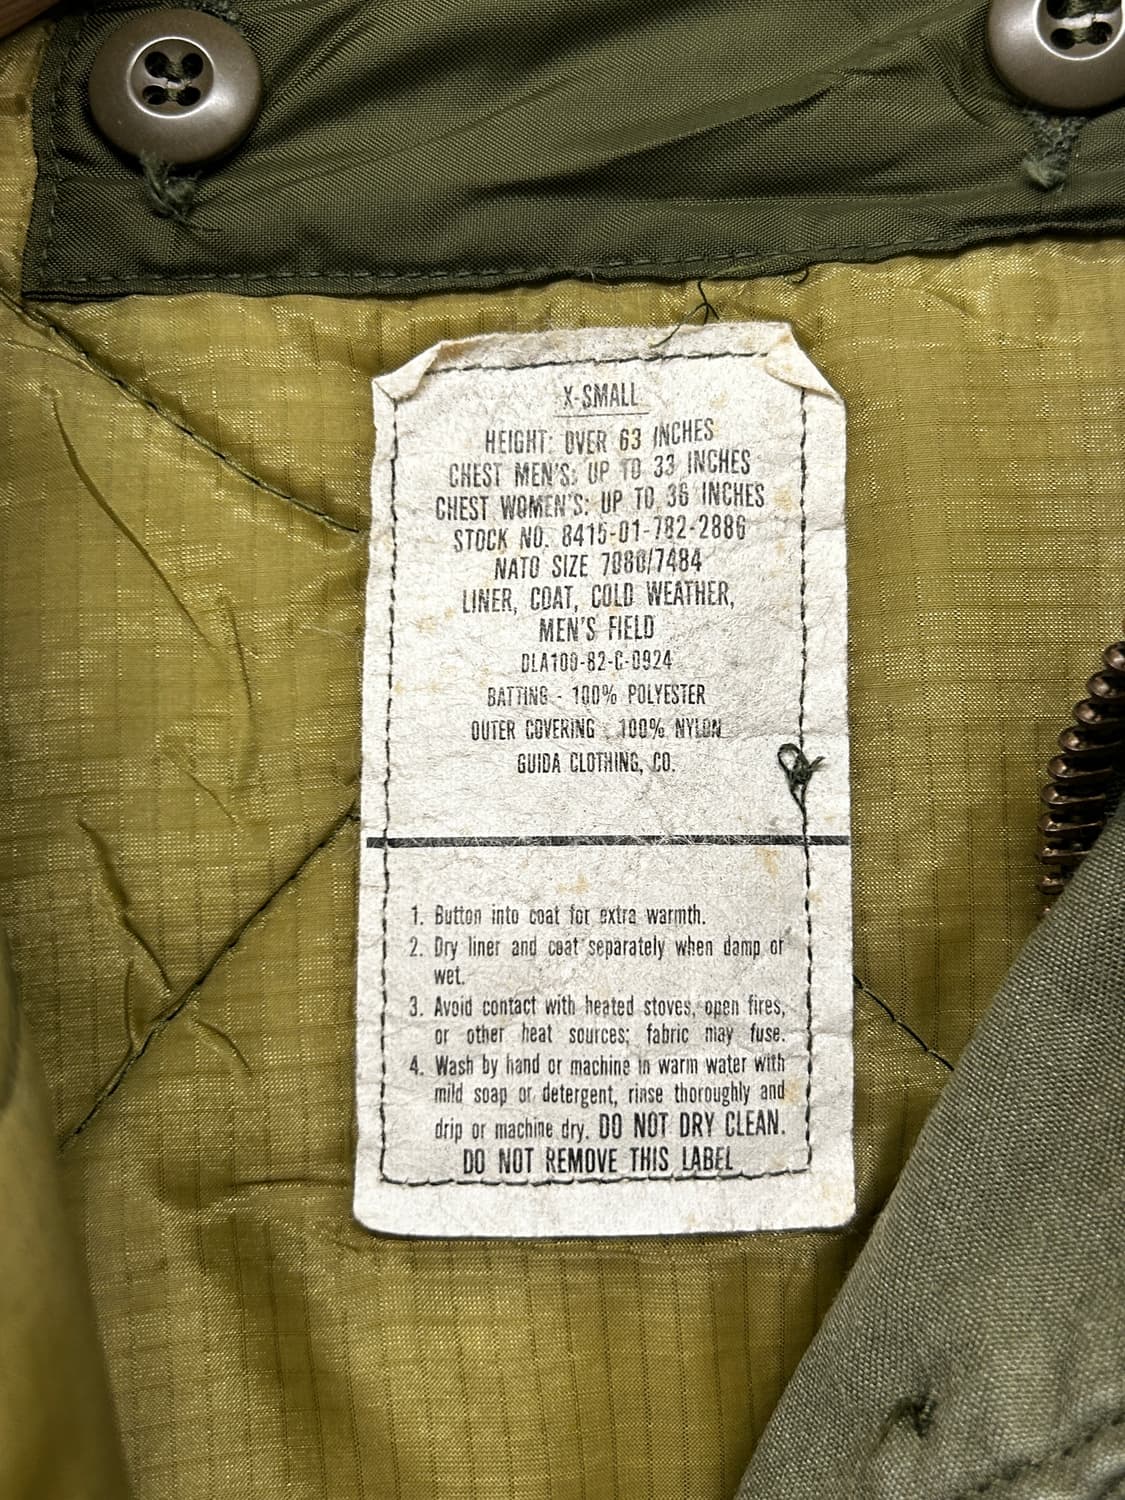 X-SMALL
HEIGHT: OVER 63 INCHES
CHEST MEN'S: UP TO 33 INCHES
CHEST WOMEN'S: UP TO 36 INCHES
STOCK NO. 8415-01-782-2886
NATO SIZE 7080/7484
LINER, COAT, COLD WEATHER,
MEN'S FIELD
DLA100-82-C-0924
BATTING - 100% POLYESTER
OUTER COVERING - 100% NYLON
GUIDA CLOTHING, CO.
1. Button into coat for extra warmth.
2. Dry liner and coat separately when damp or
wet.
3. Avoid contact with heated stoves, open fires,
or other heat sources; fabric may fuse.
4. Wash by hand or machine in warm water with
mild soap or detergent, rinse thoroughly and
drip or machine dry. DO NOT DRY CLEAN.
DO NOT REMOVE THIS LABEL